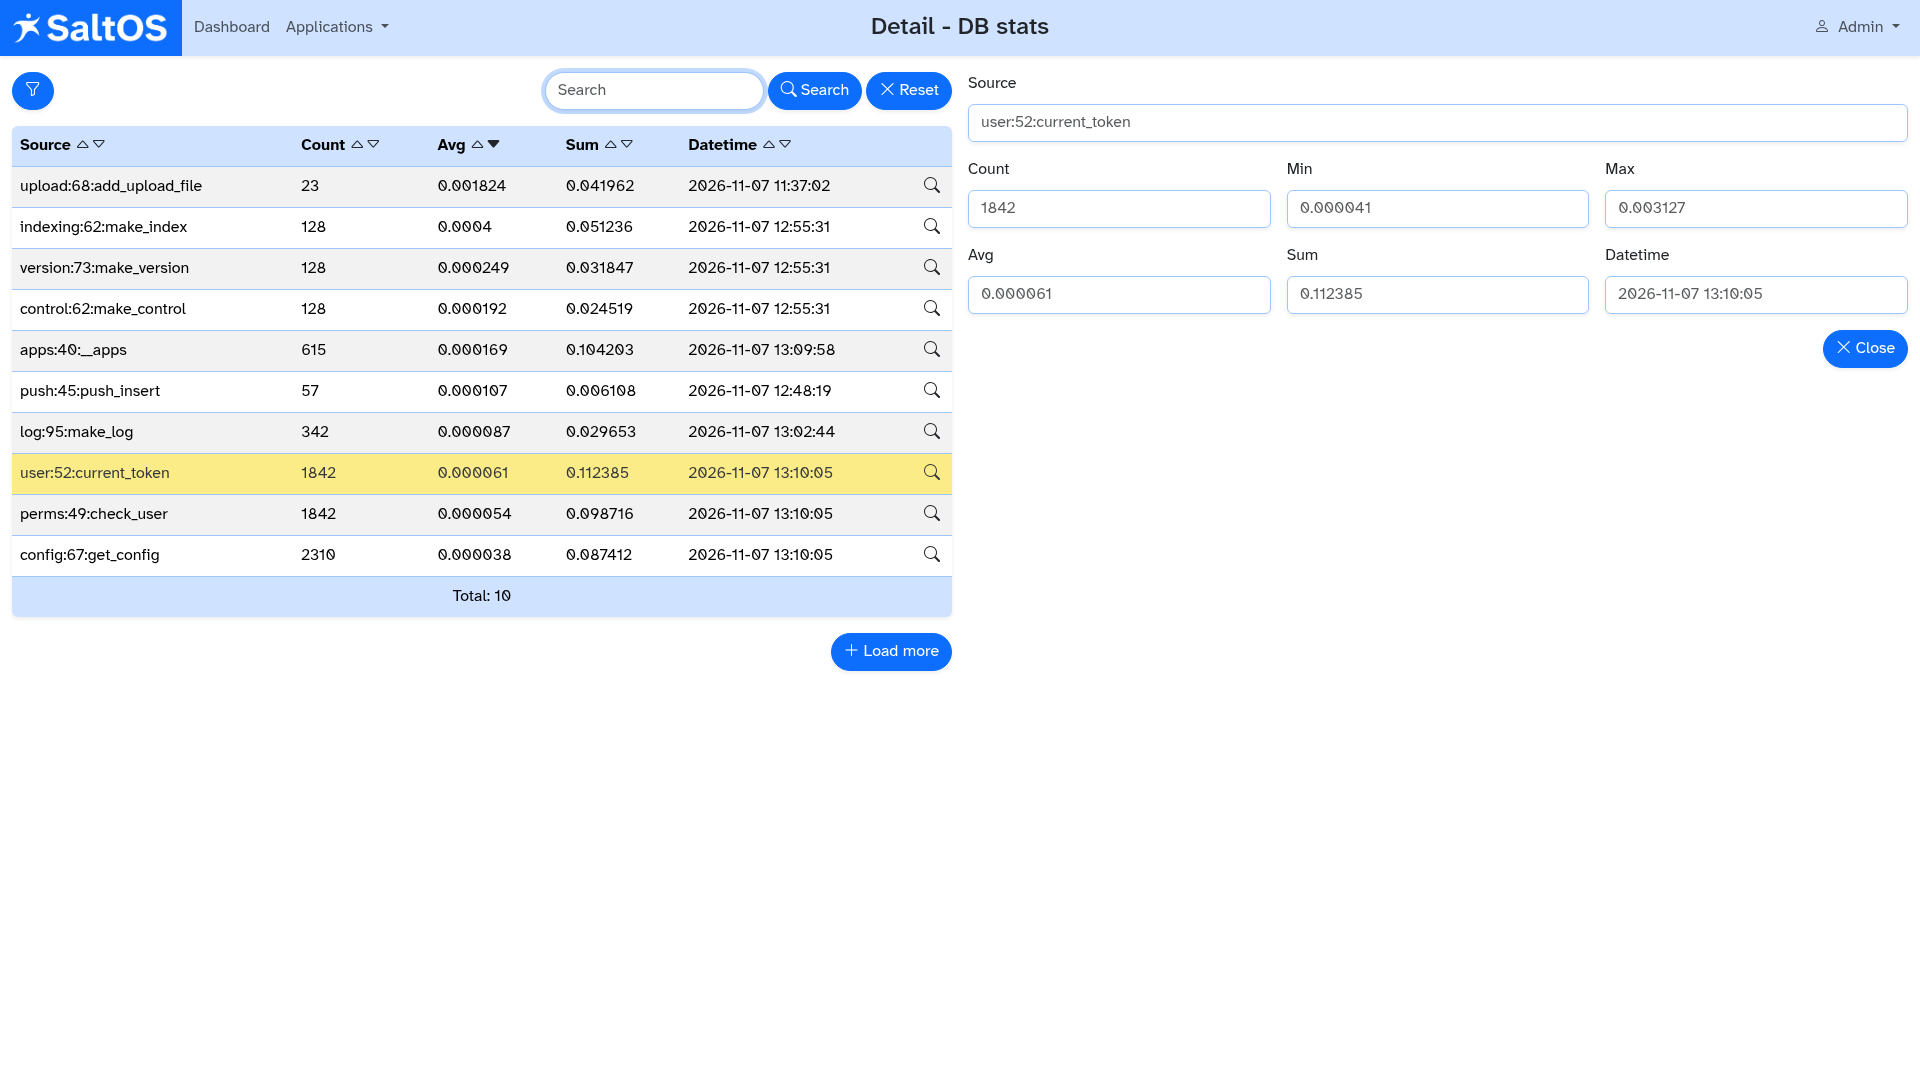 SaltOS Dashboard Applications Detail - DB stats Admin
Search Search Reset
Source Count Avg Sum Datetime
upload:68:add_upload_file 23 0.001824 0.041962 2026-11-07 11:37:02
indexing:62:make_index 128 0.0004 0.051236 2026-11-07 12:55:31
version:73:make_version 128 0.000249 0.031847 2026-11-07 12:55:31
control:62:make_control 128 0.000192 0.024519 2026-11-07 12:55:31
apps:40:__apps 615 0.000169 0.104203 2026-11-07 13:09:58
push:45:push_insert 57 0.000107 0.006108 2026-11-07 12:48:19
log:95:make_log 342 0.000087 0.029653 2026-11-07 13:02:44
user:52:current_token 1842 0.000061 0.112385 2026-11-07 13:10:05
perms:49:check_user 1842 0.000054 0.098716 2026-11-07 13:10:05
config:67:get_config 2310 0.000038 0.087412 2026-11-07 13:10:05
Total: 10
Load more
Source
user:52:current_token
Count Min Max
1842 0.000041 0.003127
Avg Sum Datetime
0.000061 0.112385 2026-11-07 13:10:05
Close